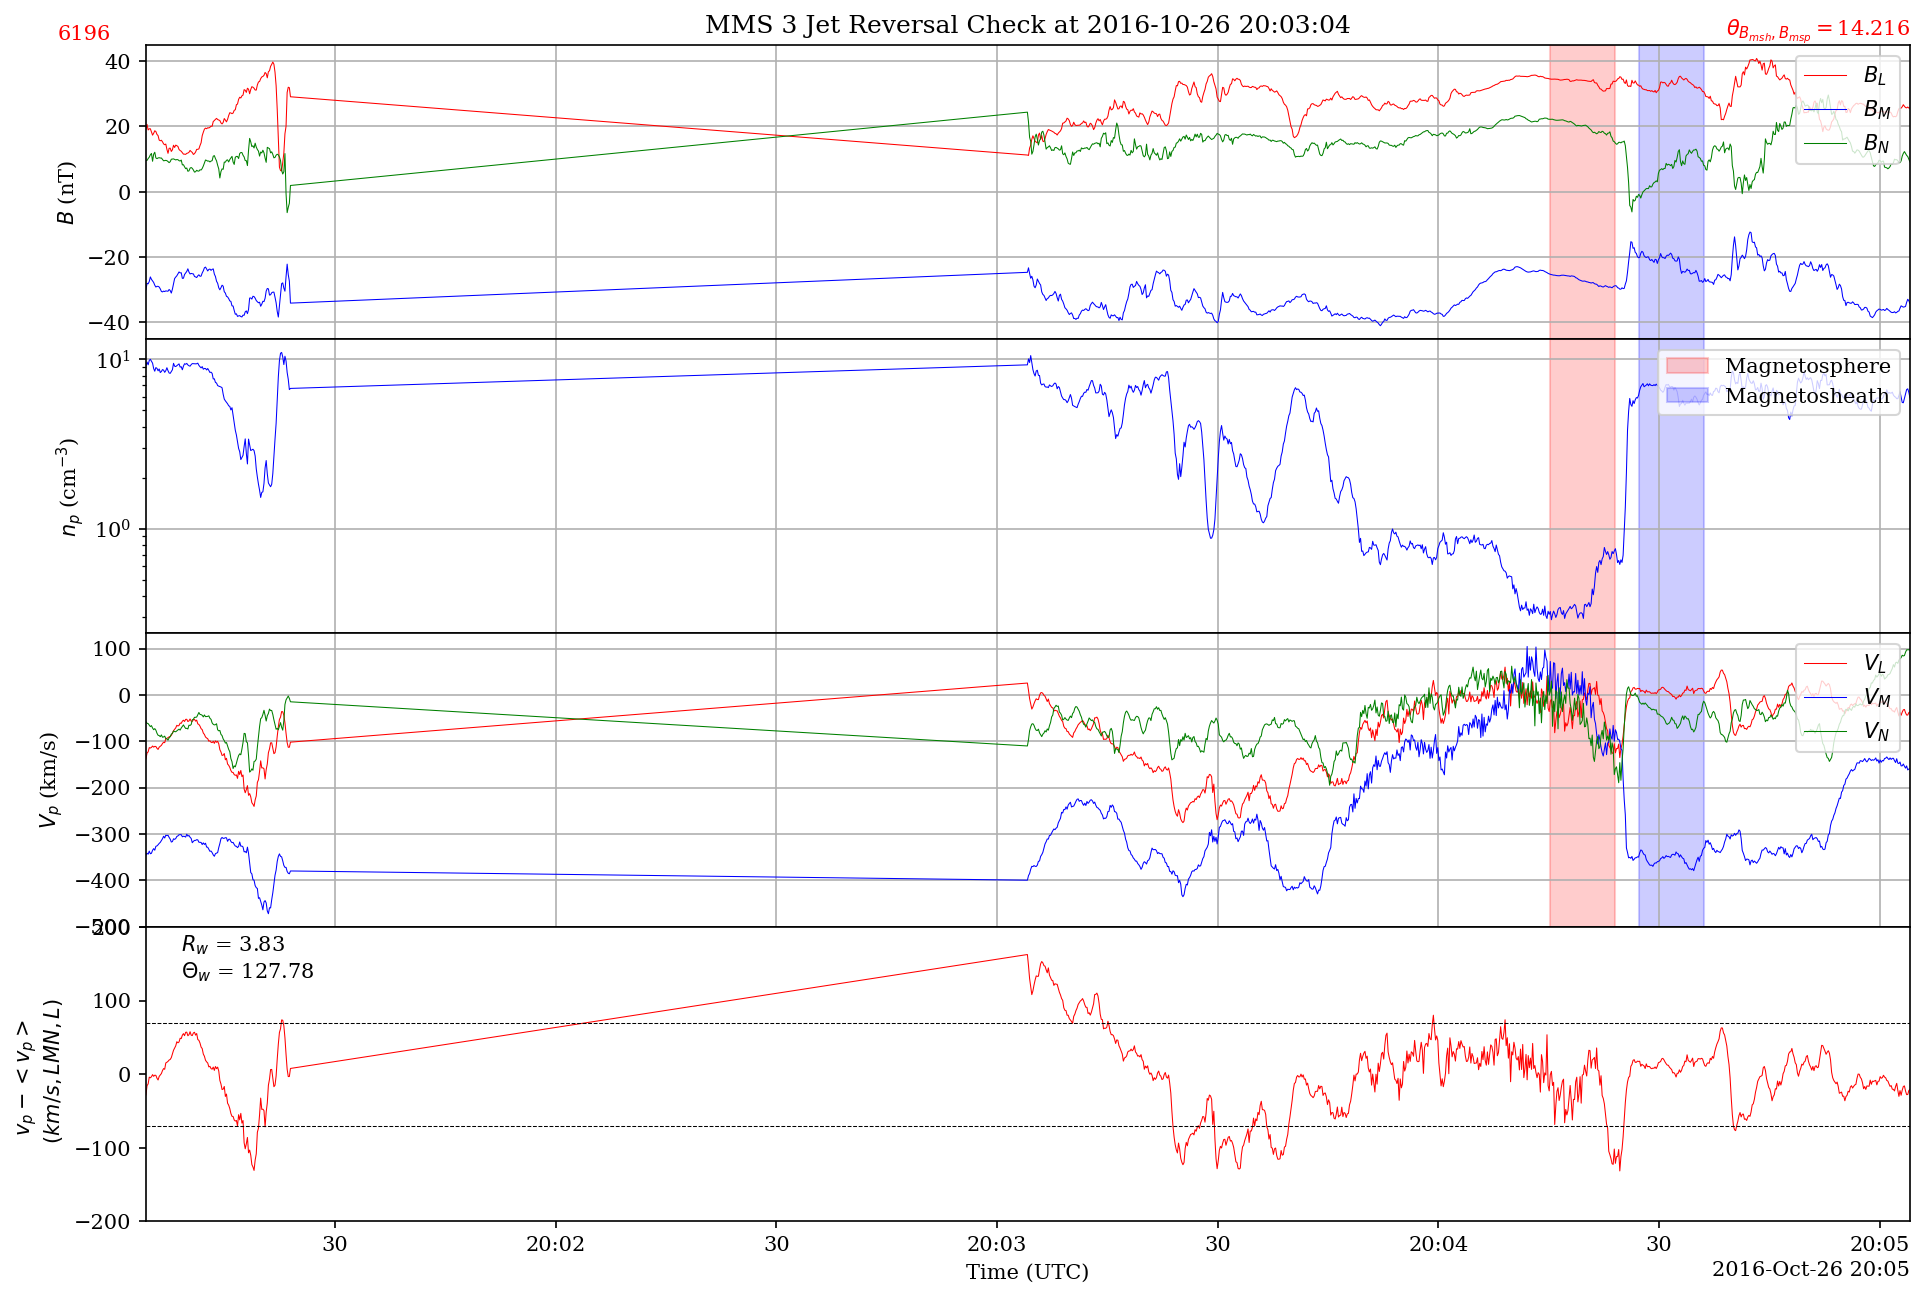 6196
MMS 3 Jet Reversal Check at 2016-10-26 20:03:04
θ_{B_{msh}, B_{msp}} = 14.216
B (nT)
40
20
0
−20
−40
B_L
B_M
B_N
n_p (cm^{−3})
10^1
10^0
Magnetosphere
Magnetosheath
V_p (km/s)
100
0
−100
−200
−300
−400
−500
V_L
V_M
V_N
v_p − < v_p >
(km/s, LMN, L)
200
100
0
−100
−200
R_w = 3.83
Θ_w = 127.78
30
20:02
30
20:03
30
20:04
30
20:05
Time (UTC)
2016-Oct-26 20:05